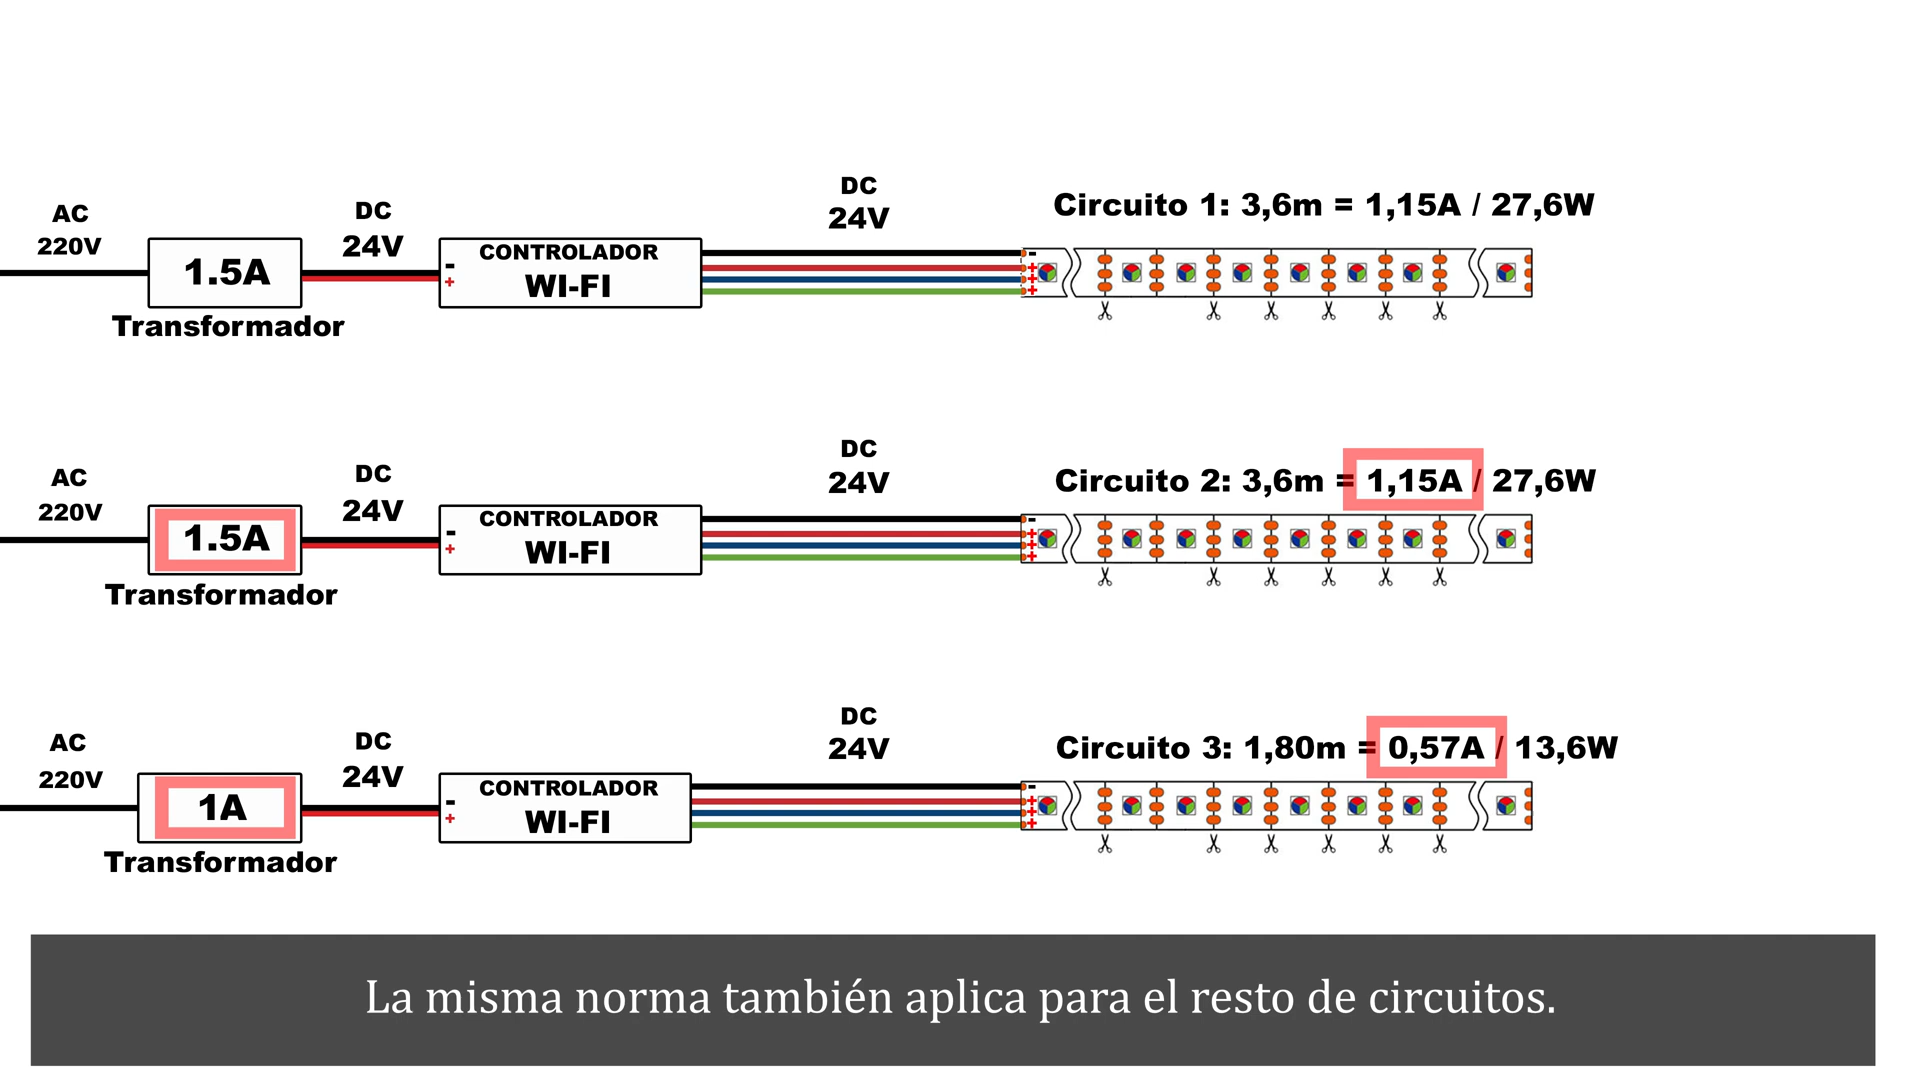 AC
220V
1.5A
Transformador
DC
24V
-
+
CONTROLADOR
WI-FI
DC
24V
Circuito 1: 3,6m = 1,15A / 27,6W
-
+
+
+
AC
220V
1.5A
Transformador
DC
24V
-
+
CONTROLADOR
WI-FI
DC
24V
Circuito 2: 3,6m = 1,15A / 27,6W
-
+
+
+
AC
220V
1A
Transformador
DC
24V
-
+
CONTROLADOR
WI-FI
DC
24V
Circuito 3: 1,80m = 0,57A / 13,6W
-
+
+
+
La misma norma también aplica para el resto de circuitos.